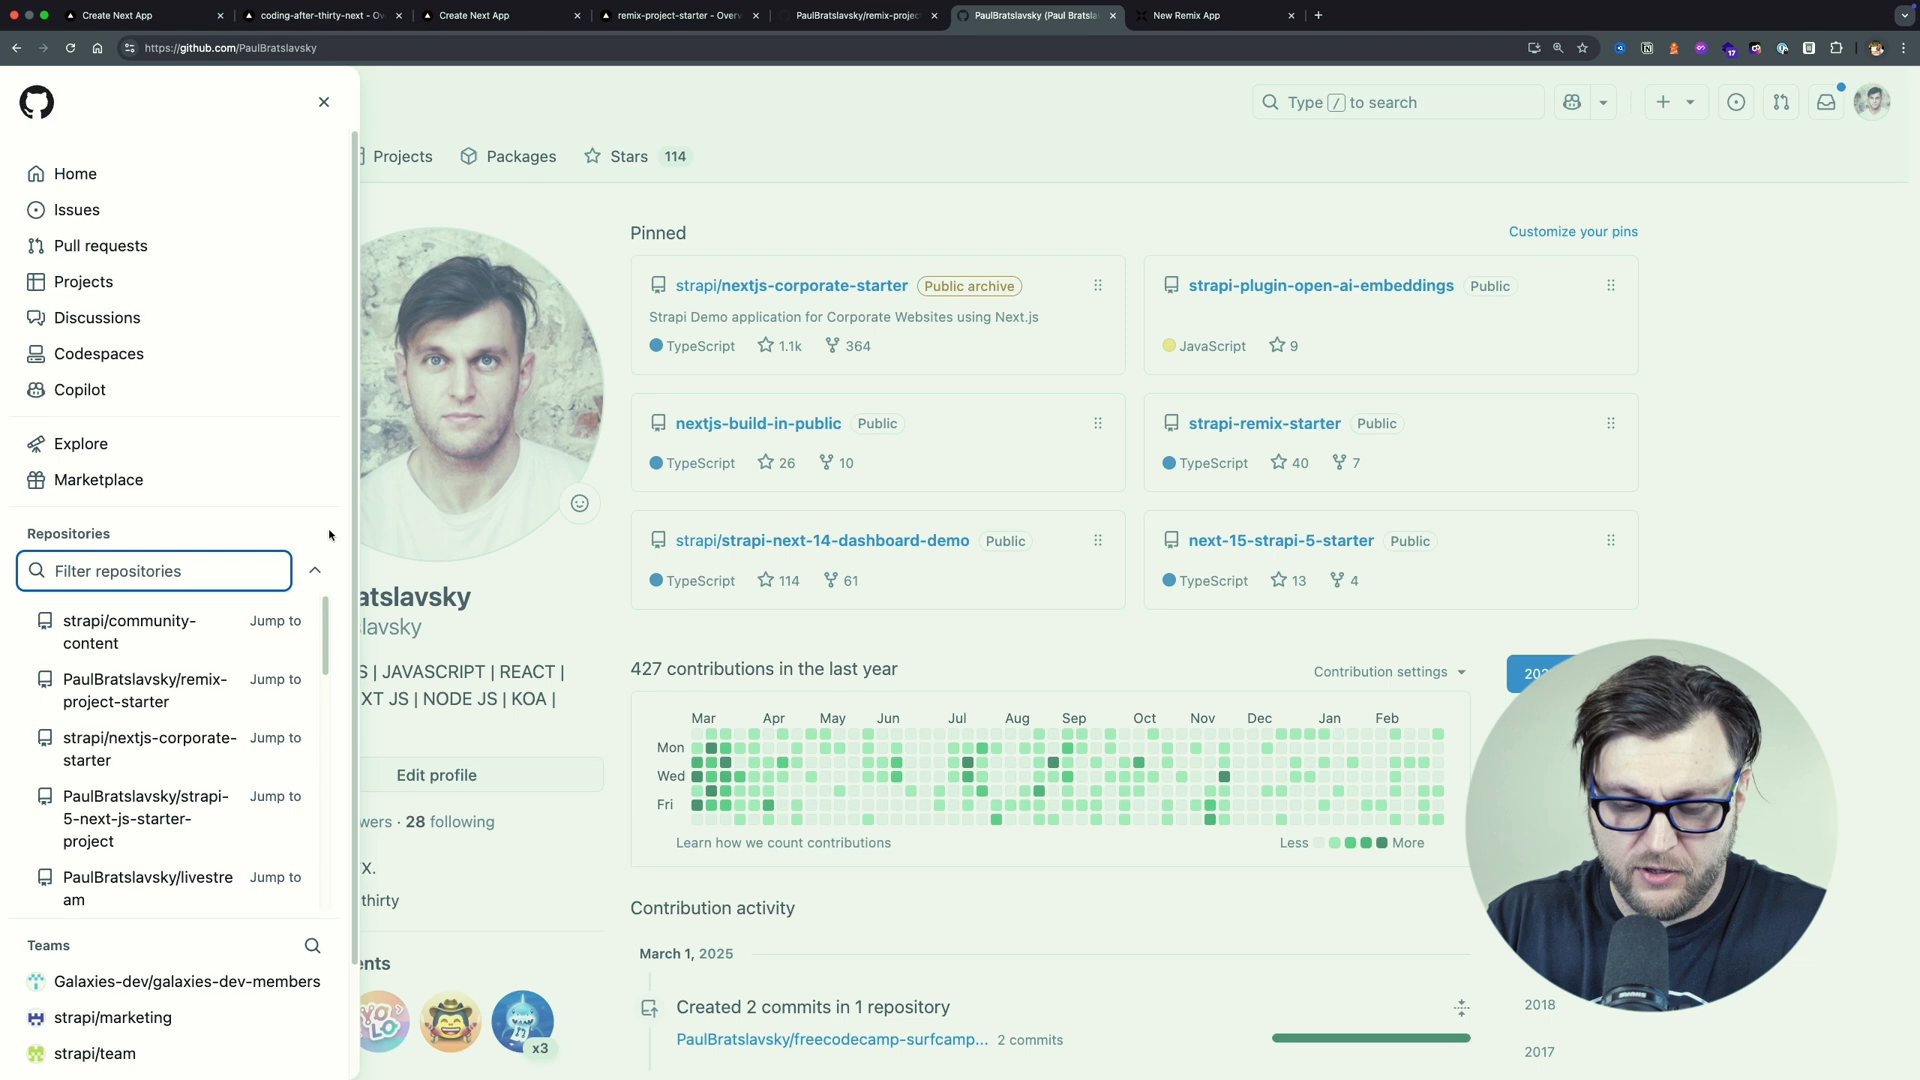 Create Next App
coding-after-thirty-next - Ov
Create Next App
remix-project-starter - Overv
PaulBratslavsky/remix-projec
PaulBratslavsky (Paul Bratsla
New Remix App
https://github.com/PaulBratslavsky
17
Home
Issues
Pull requests
Projects
Discussions
Codespaces
Copilot
Explore
Marketplace
Repositories
Filter repositories
strapi/community-
content
Jump to
PaulBratslavsky/remix-
project-starter
Jump to
strapi/nextjs-corporate-
starter
Jump to
PaulBratslavsky/strapi-
5-next-js-starter-
project
Jump to
PaulBratslavsky/livestre
am
Jump to
Teams
Galaxies-dev/galaxies-dev-members
strapi/marketing
strapi/team
Type / to search
Projects
Packages
Stars 114
atslavsky
lavsky
S | JAVASCRIPT | REACT |
XT JS | NODE JS | KOA |
Edit profile
wers · 28 following
X.
thirty
ents
YOLO
x3
Pinned
Customize your pins
strapi/nextjs-corporate-starter Public archive
Strapi Demo application for Corporate Websites using Next.js
TypeScript 1.1k 364
strapi-plugin-open-ai-embeddings Public
JavaScript 9
nextjs-build-in-public Public
TypeScript 26 10
strapi-remix-starter Public
TypeScript 40 7
strapi/strapi-next-14-dashboard-demo Public
TypeScript 114 61
next-15-strapi-5-starter Public
TypeScript 13 4
427 contributions in the last year
Contribution settings
Mar Apr May Jun Jul Aug Sep Oct Nov Dec Jan Feb
Mon
Wed
Fri
Learn how we count contributions
Less More
Contribution activity
March 1, 2025
Created 2 commits in 1 repository
PaulBratslavsky/freecodecamp-surfcamp... 2 commits
2018
2017